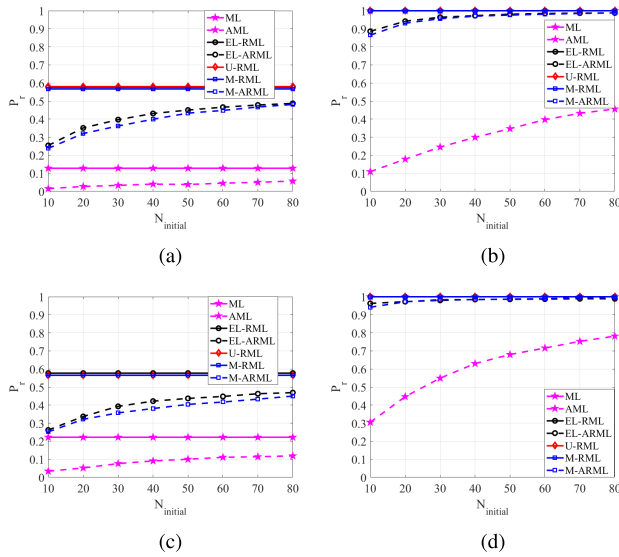 ML
AML
EL-RML
EL-ARML
U-RML
M-RML
M-ARML
P_r
1
0.9
0.8
0.7
0.6
0.5
0.4
0.3
0.2
0.1
0
10 20 30 40 50 60 70 80
N_initial
(a)
ML
AML
EL-RML
EL-ARML
U-RML
M-RML
M-ARML
P_r
1
0.9
0.8
0.7
0.6
0.5
0.4
0.3
0.2
0.1
0
10 20 30 40 50 60 70 80
N_initial
(b)
ML
AML
EL-RML
EL-ARML
U-RML
M-RML
M-ARML
P_r
1
0.9
0.8
0.7
0.6
0.5
0.4
0.3
0.2
0.1
0
10 20 30 40 50 60 70 80
N_initial
(c)
ML
AML
EL-RML
EL-ARML
U-RML
M-RML
M-ARML
P_r
1
0.9
0.8
0.7
0.6
0.5
0.4
0.3
0.2
0.1
0
10 20 30 40 50 60 70 80
N_initial
(d)